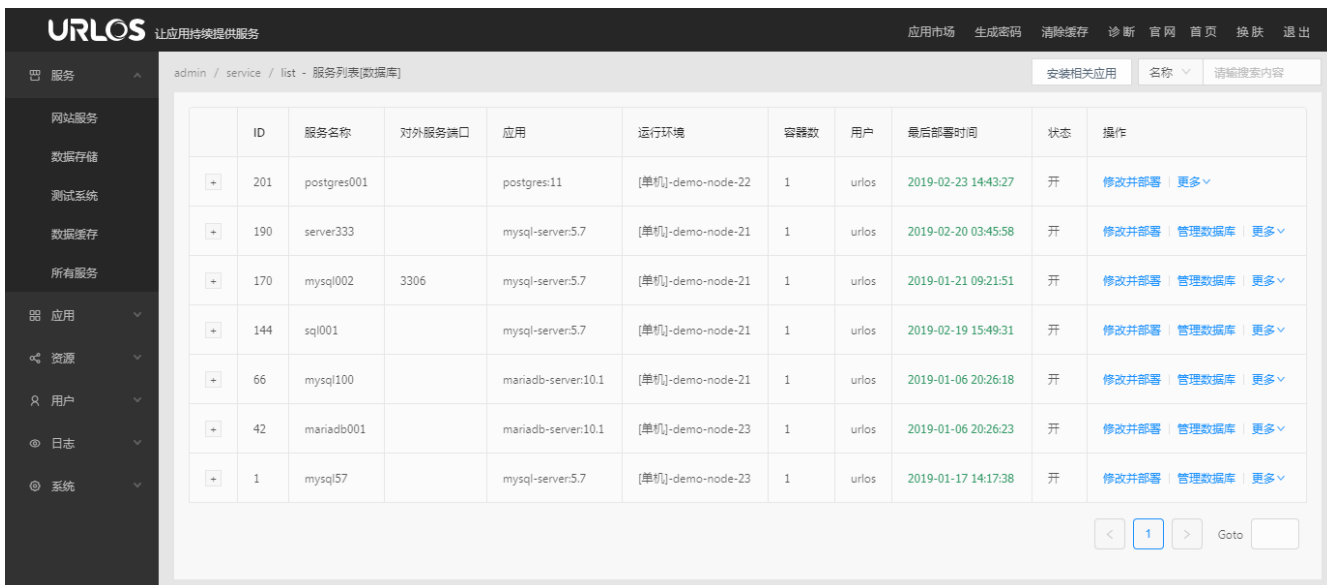 URLOS 让应用持续提供服务 应用市场 生成密码 清除缓存 诊断 官网 首页 换肤 退出
服务 admin / service / list - 服务列表[数据库] 安装相关应用 名称 请输搜索内容
网站服务
数据存储
测试系统
数据缓存
所有服务
应用
资源
用户
日志
系统
ID 服务名称 对外服务端口 应用 运行环境 容器数 用户 最后部署时间 状态 操作
+ 201 postgres001 postgres:11 [单机]-demo-node-22 1 urlos 2019-02-23 14:43:27 开 修改并部署 更多
+ 190 server333 mysql-server:5.7 [单机]-demo-node-21 1 urlos 2019-02-20 03:45:58 开 修改并部署 管理数据库 更多
+ 170 mysql002 3306 mysql-server:5.7 [单机]-demo-node-21 1 urlos 2019-01-21 09:21:51 开 修改并部署 管理数据库 更多
+ 144 sql001 mysql-server:5.7 [单机]-demo-node-21 1 urlos 2019-02-19 15:49:31 开 修改并部署 管理数据库 更多
+ 66 mysql100 mariadb-server:10.1 [单机]-demo-node-21 1 urlos 2019-01-06 20:26:18 开 修改并部署 管理数据库 更多
+ 42 mariadb001 mariadb-server:10.1 [单机]-demo-node-23 1 urlos 2019-01-06 20:26:23 开 修改并部署 管理数据库 更多
+ 1 mysql57 mysql-server:5.7 [单机]-demo-node-23 1 urlos 2019-01-17 14:17:38 开 修改并部署 管理数据库 更多
< 1 > Goto